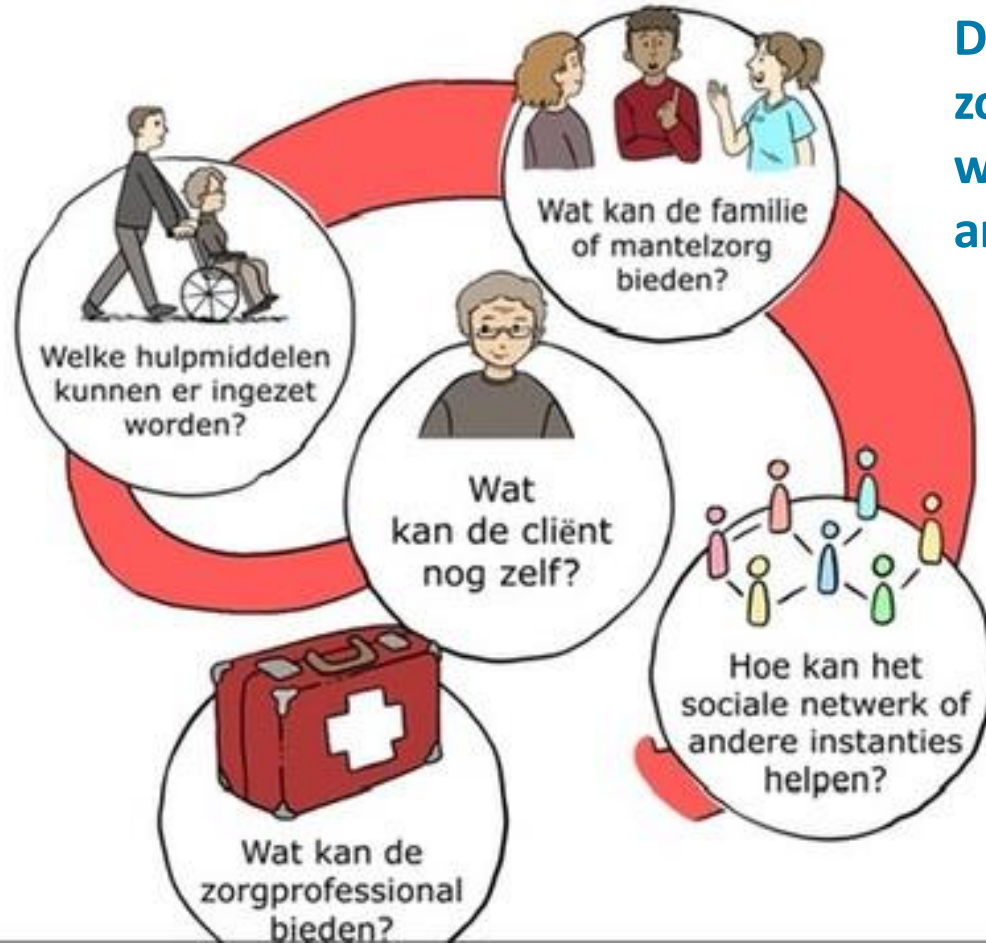 Wat kan de familie
of mantelzorg
bieden?
Welke hulpmiddelen
kunnen er ingezet
worden?
Wat
kan de cliënt
nog zelf?
Hoe kan het
sociale netwerk of
andere instanties
helpen?
Wat kan de
zorgprofessional
bieden?